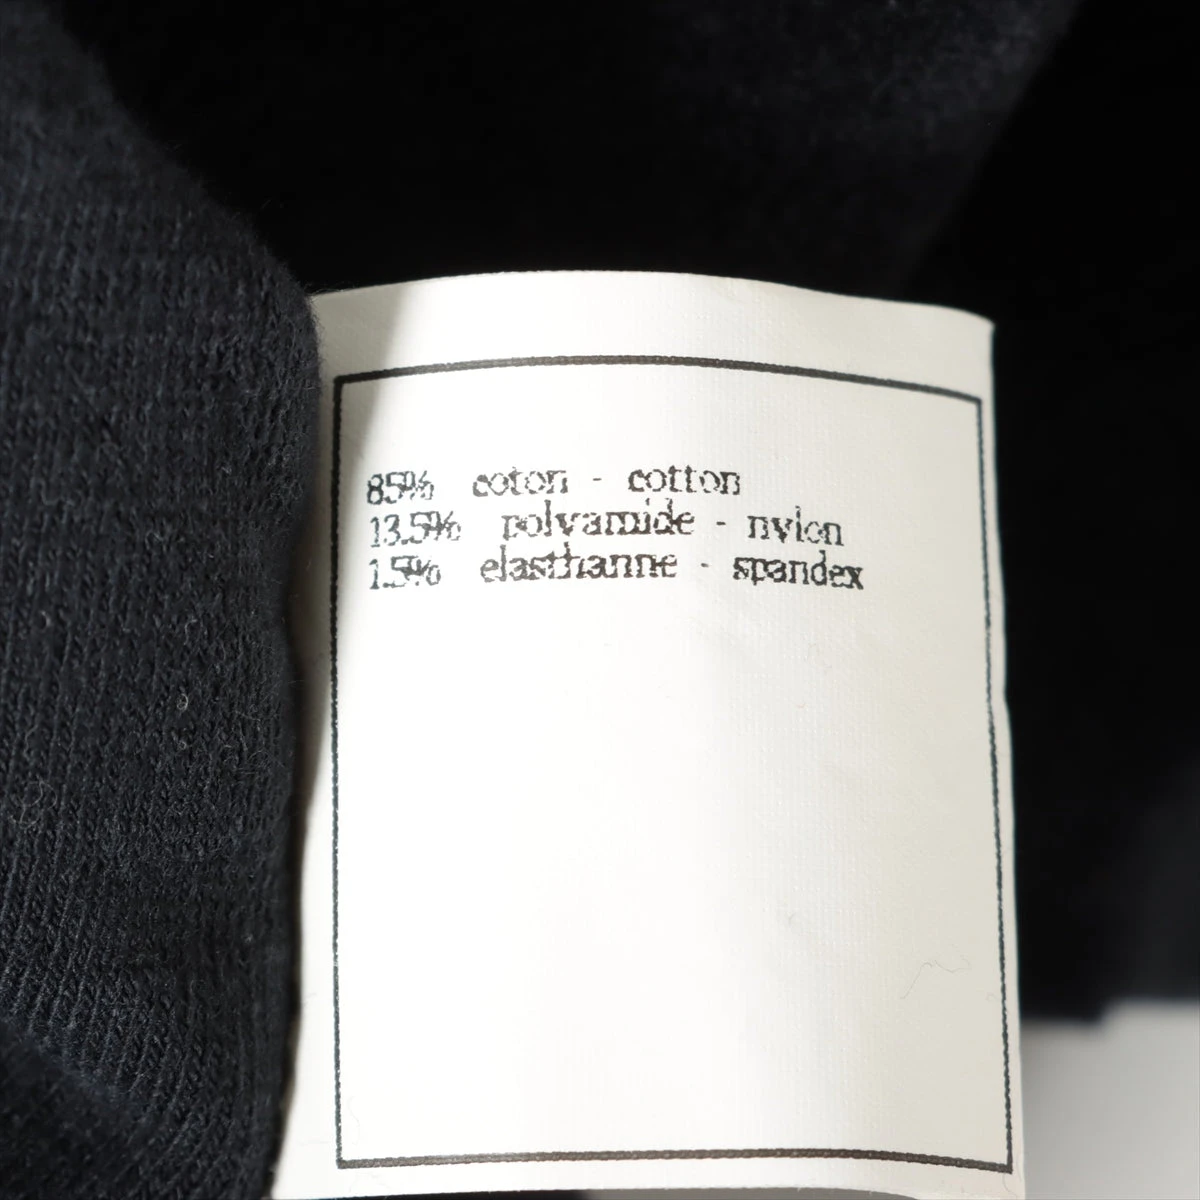 85% coton - cotton
13.5% polyamide - nylon
1.5% elasthanne - spandex